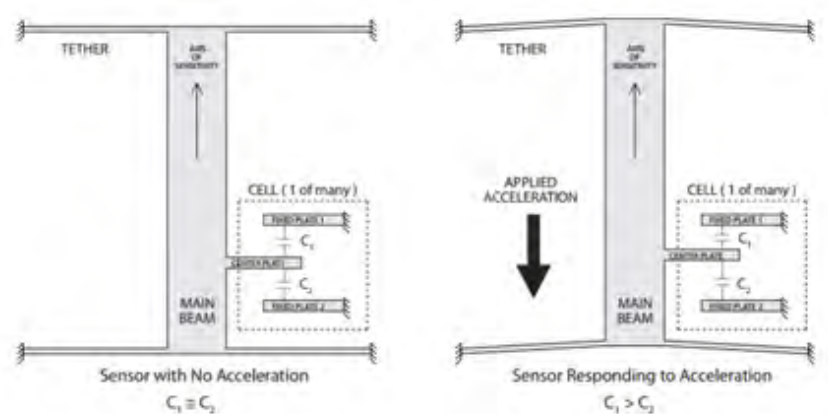 TETHER
AXIS
OF
SENSITIVITY
CELL ( 1 of many )
FIXED PLATE 1
C₁
CENTER PLATE
C₂
FIXED PLATE 2
MAIN
BEAM
Sensor with No Acceleration
C₁ ≅ C₂
TETHER
AXIS
OF
SENSITIVITY
APPLIED
ACCELERATION
CELL ( 1 of many )
FIXED PLATE 1
C₁
CENTER PLATE
C₂
FIXED PLATE 2
MAIN
BEAM
Sensor Responding to Acceleration
C₁ > C₂